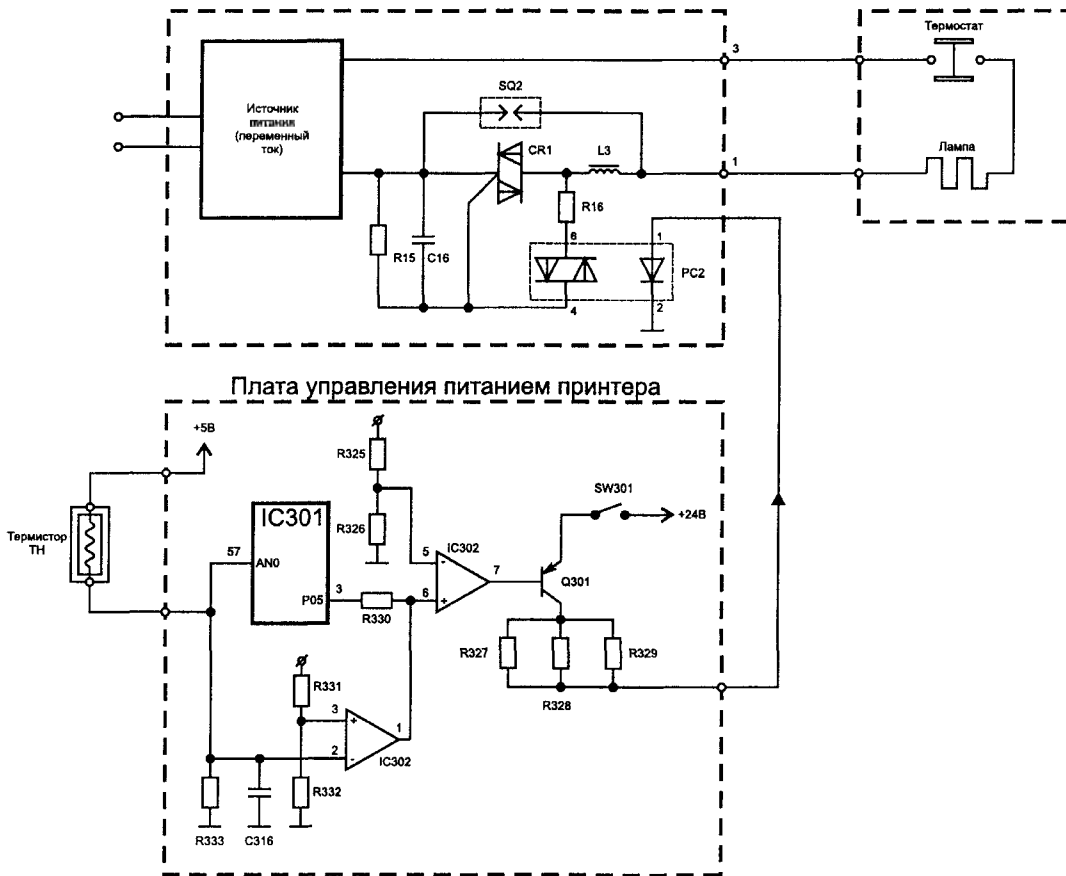 3
Термостат
SQ2
Источник
питания
(переменный
ток)
CR1
L3
1
Лампа
R16
R15
C16
6
1
PC2
4
2
Плата управления питанием принтера
+5В
R325
SW301
+24В
IC301
R326
Термистор
TH
57
AN0
5
-
IC302
7
Q301
3
P05
6
+
R330
R327
R329
R331
R328
3
+
1
2
-
IC302
R332
R333
C316